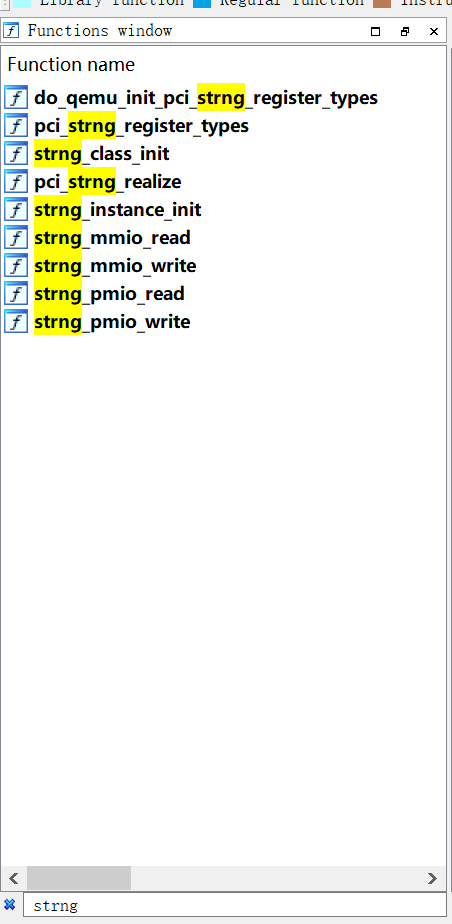 Library function Regular function Instru
Functions window
Function name
do_qemu_init_pci_strng_register_types
pci_strng_register_types
strng_class_init
pci_strng_realize
strng_instance_init
strng_mmio_read
strng_mmio_write
strng_pmio_read
strng_pmio_write
strng